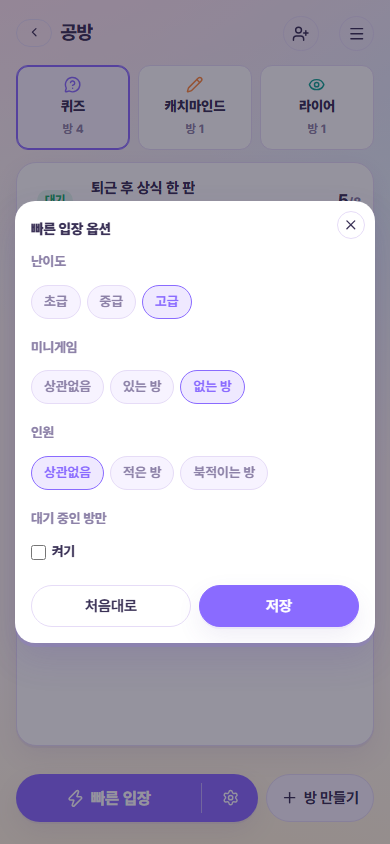 공방
퀴즈
방 4
캐치마인드
방 1
라이어
방 1
퇴근 후 상식 한 판
대기
빠른 입장 옵션
난이도
초급 중급 고급
미니게임
상관없음 있는 방 없는 방
인원
상관없음 적은 방 북적이는 방
대기 중인 방만
켜기
처음대로 저장
빠른 입장
방 만들기